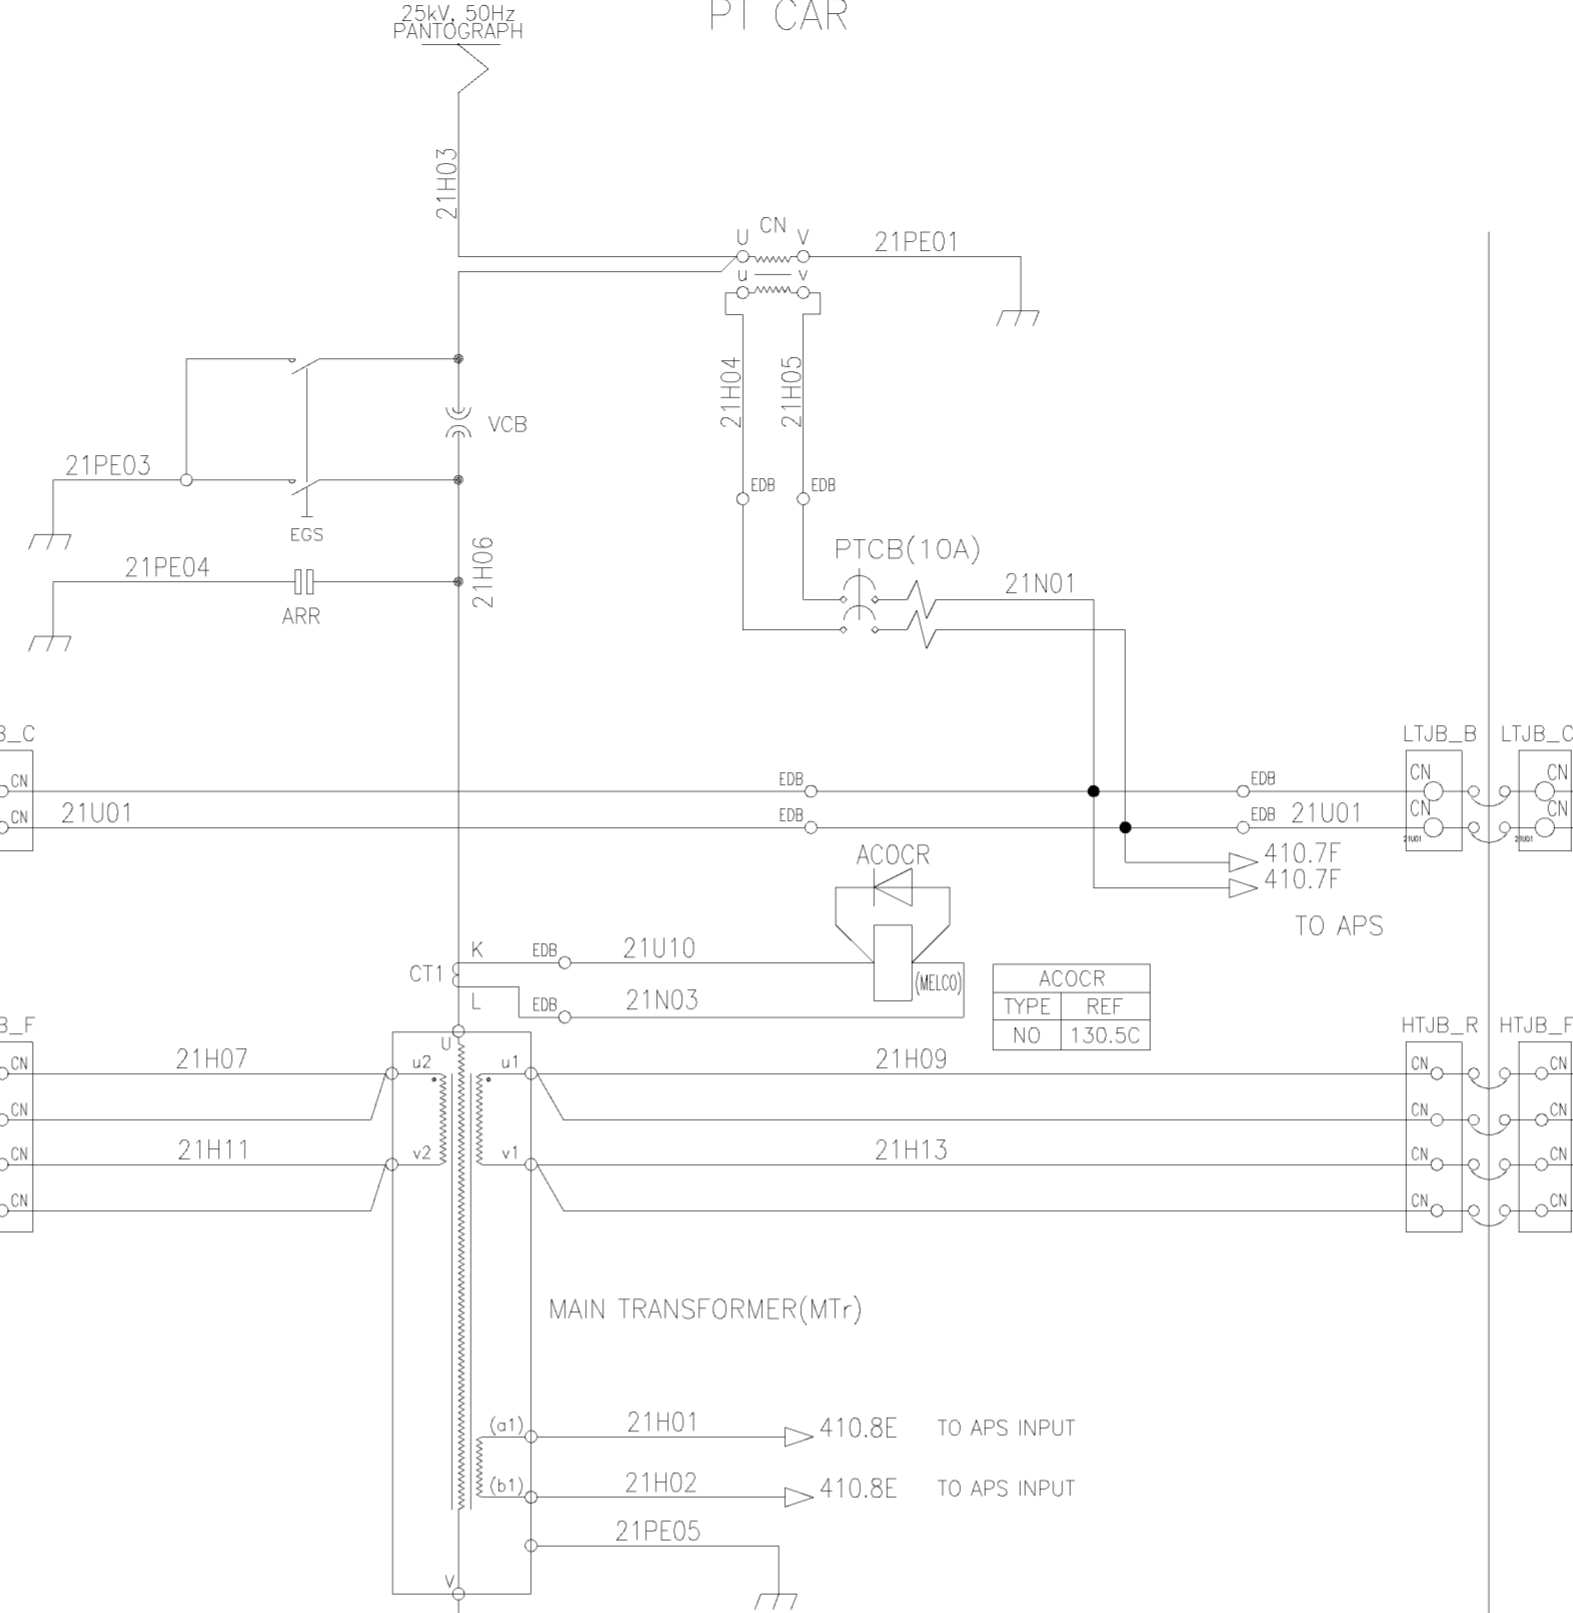 PT CAR
25kV, 50Hz
PANTOGRAPH
21H03
U CN V
21PE01
u v
21H04
21H05
VCB
21PE03
EDB EDB
EGS
21H06
PTCB(10A)
21PE04
21N01
ARR
B_C
LTJB_B LTJB_C
CN
EDB
EDB
CN
CN
CN
21U01
EDB
EDB
21U01
CN
CN
21U01
21U01
ACOCR
410.7F
410.7F
TO APS
K
EDB
21U10
CT1
(MELCO)
ACOCR
L
EDB
21N03
TYPE REF
NO 130.5C
B_F
HTJB_R HTJB_F
U
CN
21H07
u2
u1
21H09
CN
CN
CN
CN
CN
CN
21H11
v2
v1
21H13
CN
CN
CN
CN
CN
MAIN TRANSFORMER(MTr)
(a1)
21H01
410.8E TO APS INPUT
(b1)
21H02
410.8E TO APS INPUT
21PE05
V